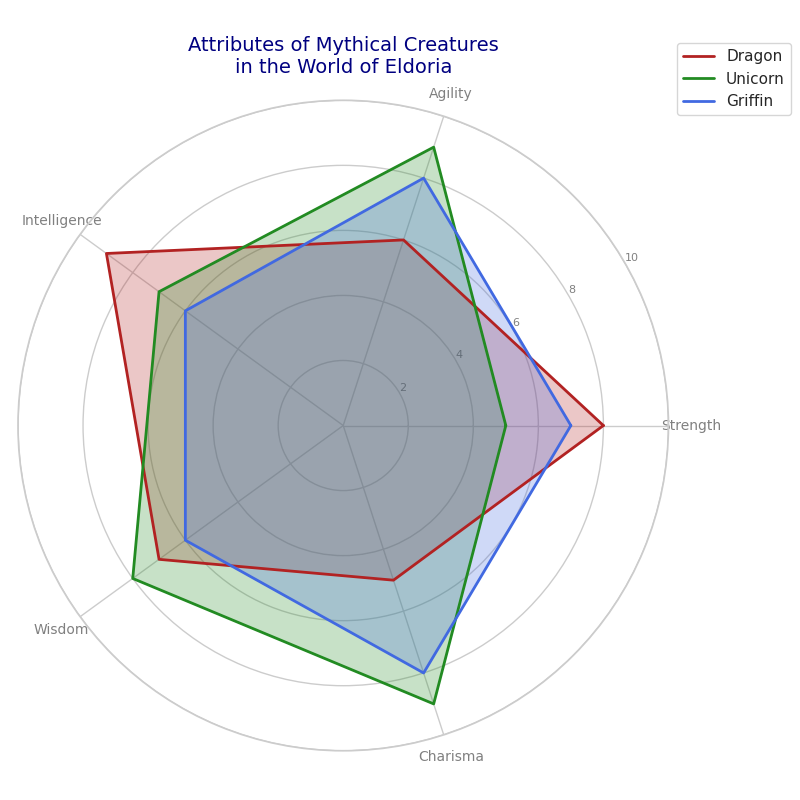 Attributes of Mythical Creatures
in the World of Eldoria
Dragon
Unicorn
Griffin
Agility
Intelligence
10
8
6
4
2
Strength
Wisdom
Charisma